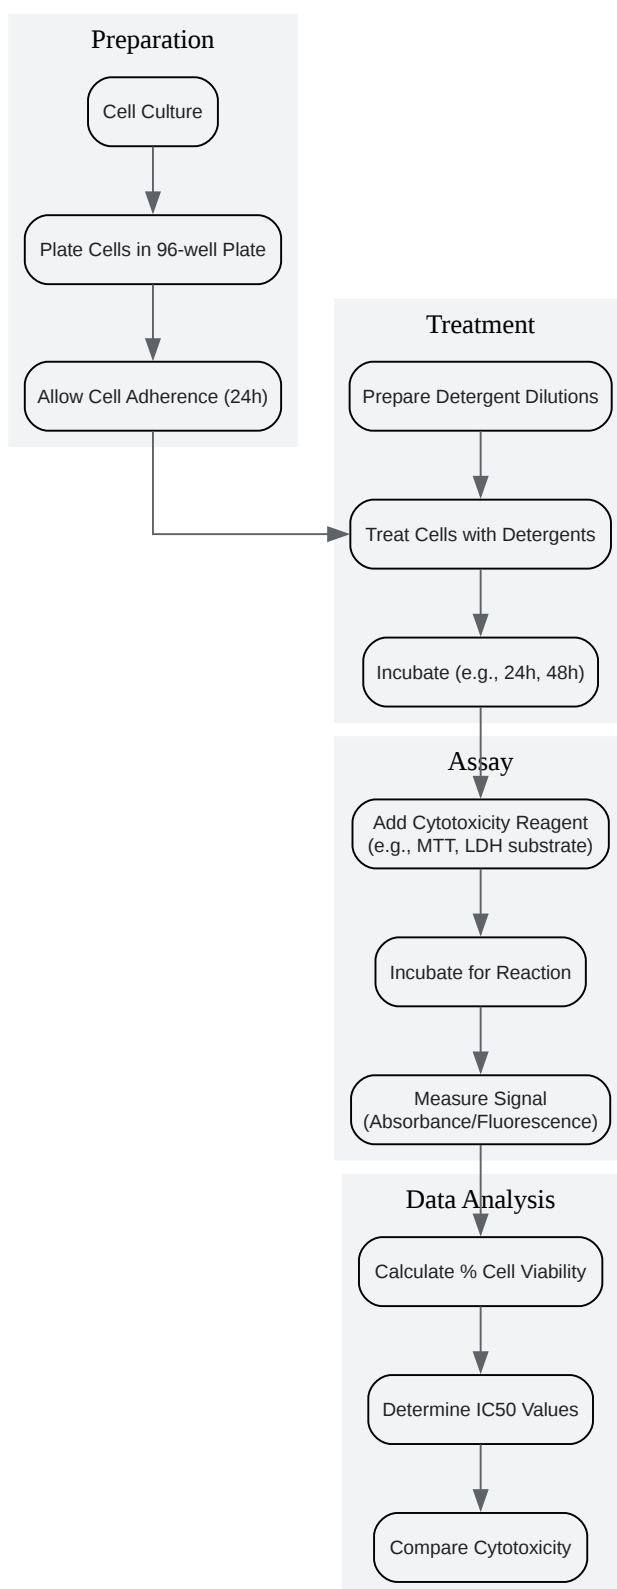 Preparation
Cell Culture
Plate Cells in 96-well Plate
Allow Cell Adherence (24h)
Treatment
Prepare Detergent Dilutions
Treat Cells with Detergents
Incubate (e.g., 24h, 48h)
Assay
Add Cytotoxicity Reagent
(e.g., MTT, LDH substrate)
Incubate for Reaction
Measure Signal
(Absorbance/Fluorescence)
Data Analysis
Calculate % Cell Viability
Determine IC50 Values
Compare Cytotoxicity